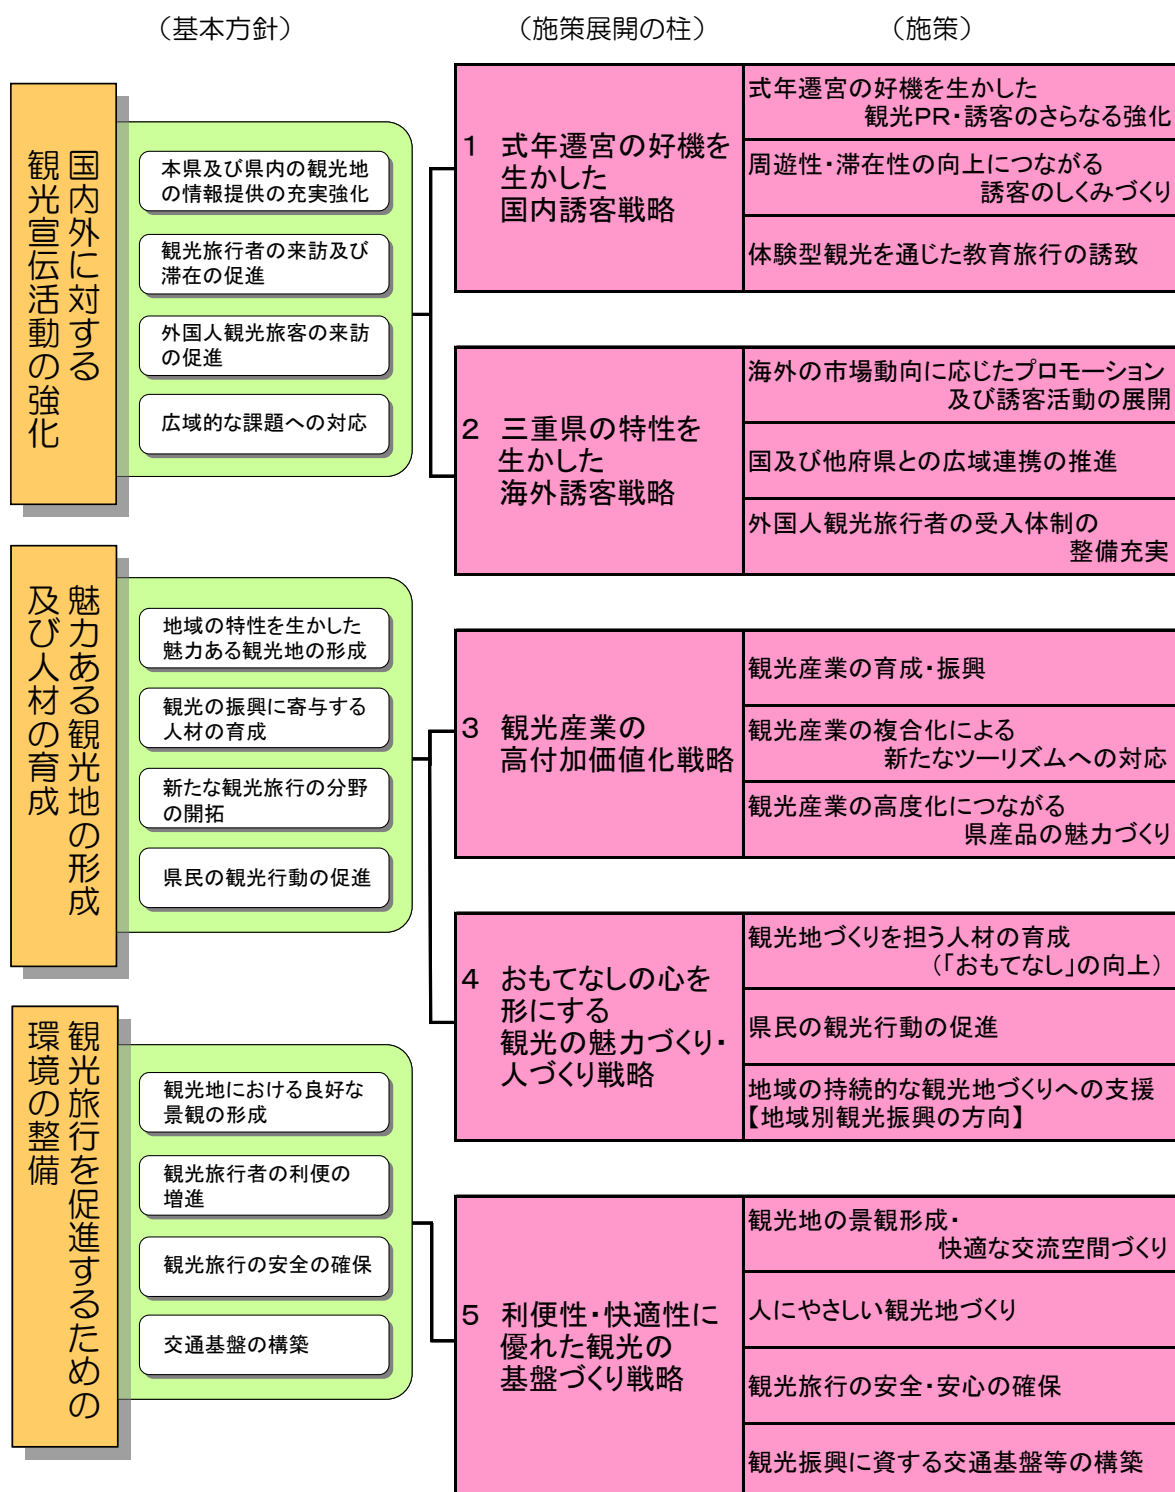 （基本方針）
（施策展開の柱）
（施策）
国内外に対する
観光宣伝活動の強化
本県及び県内の観光地
の情報提供の充実強化
観光旅行者の来訪及び
滞在の促進
外国人観光旅客の来訪
の促進
広域的な課題への対応
1 式年遷宮の好機を
生かした
国内誘客戦略
式年遷宮の好機を生かした
観光PR・誘客のさらなる強化
周遊性・滞在性の向上につながる
誘客のしくみづくり
体験型観光を通じた教育旅行の誘致
2 三重県の特性を
生かした
海外誘客戦略
海外の市場動向に応じたプロモーション
及び誘客活動の展開
国及び他府県との広域連携の推進
外国人観光旅行者の受入体制の
整備充実
魅力ある観光地の形成
及び人材の育成
地域の特性を生かした
魅力ある観光地の形成
観光の振興に寄与する
人材の育成
新たな観光旅行の分野
の開拓
県民の観光行動の促進
3 観光産業の
高付加価値化戦略
観光産業の育成・振興
観光産業の複合化による
新たなツーリズムへの対応
観光産業の高度化につながる
県産品の魅力づくり
4 おもてなしの心を
形にする
観光の魅力づくり・
人づくり戦略
観光地づくりを担う人材の育成
（「おもてなし」の向上）
県民の観光行動の促進
地域の持続的な観光地づくりへの支援
【地域別観光振興の方向】
観光旅行を促進するための
環境の整備
観光地における良好な
景観の形成
観光旅行者の利便の
増進
観光旅行の安全の確保
交通基盤の構築
5 利便性・快適性に
優れた観光の
基盤づくり戦略
観光地の景観形成・
快適な交流空間づくり
人にやさしい観光地づくり
観光旅行の安全・安心の確保
観光振興に資する交通基盤等の構築